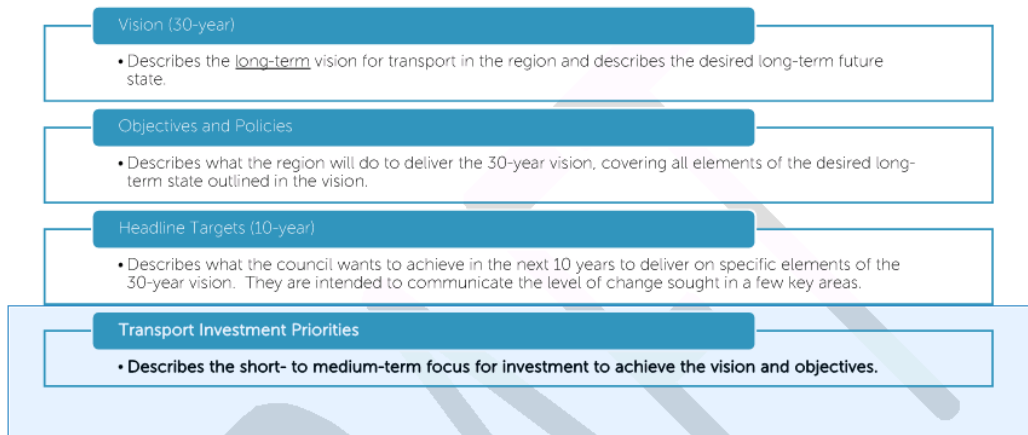 Vision (30-year)
• Describes the long-term vision for transport in the region and describes the desired long-term future
state.
Objectives and Policies
• Describes what the region will do to deliver the 30-year vision, covering all elements of the desired long-
term state outlined in the vision.
Headline Targets (10-year)
• Describes what the council wants to achieve in the next 10 years to deliver on specific elements of the
30-year vision.  They are intended to communicate the level of change sought in a few key areas.
Transport Investment Priorities
• Describes the short- to medium-term focus for investment to achieve the vision and objectives.